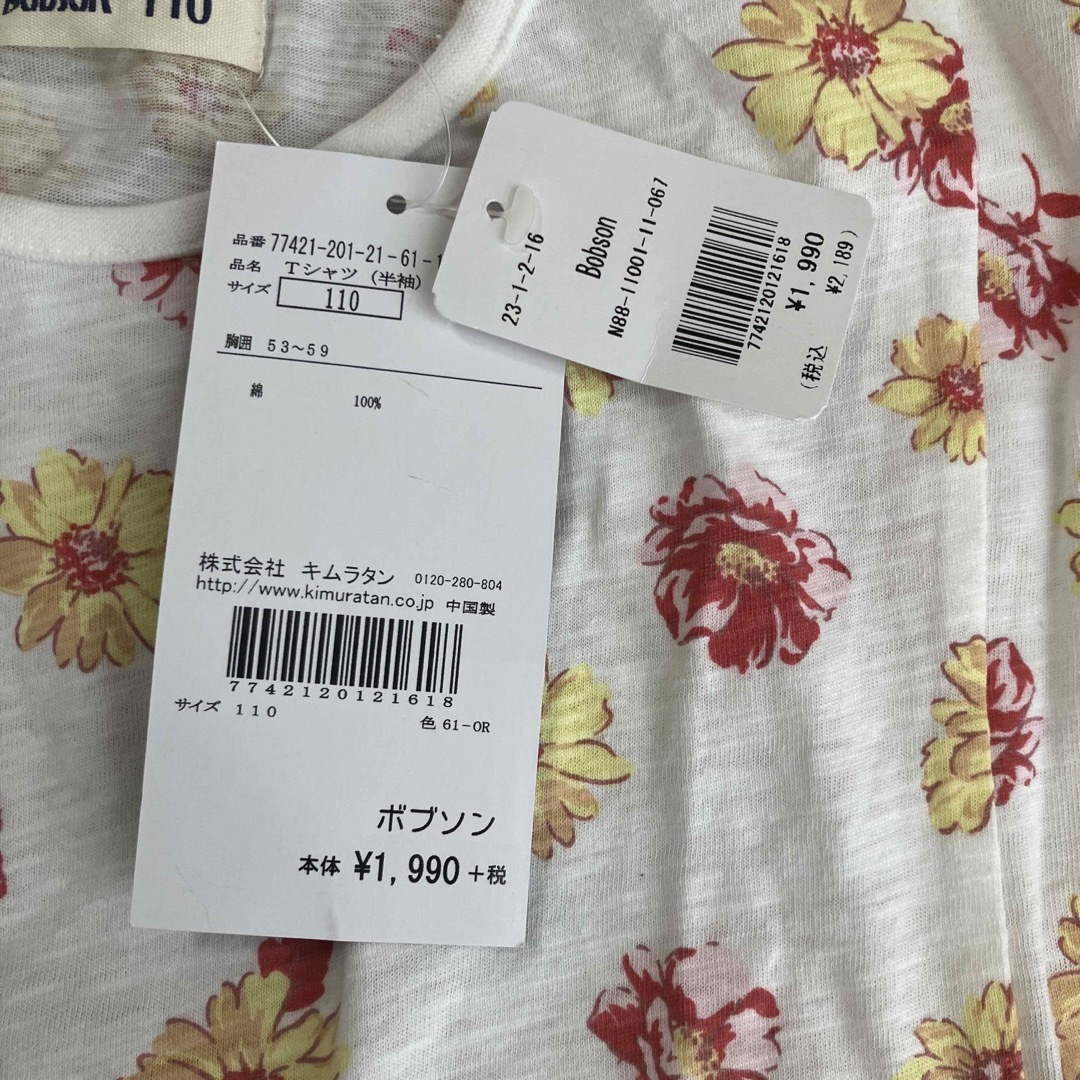 Bobson 110
品番 77421-201-21-61-
品名 Tシャツ (半袖)
サイズ 110
胸囲 53~59
綿 100%
株式会社 キムラタン 0120-280-804
http://www.kimuratan.co.jp 中国製
7742120121618
サイズ 110 色 61-OR
ボブソン
本体 ¥1,990+税
23-1-2-16
Bobson
N88-11001-11-067
7742120121618
¥1,990
(税込 ¥2,189)